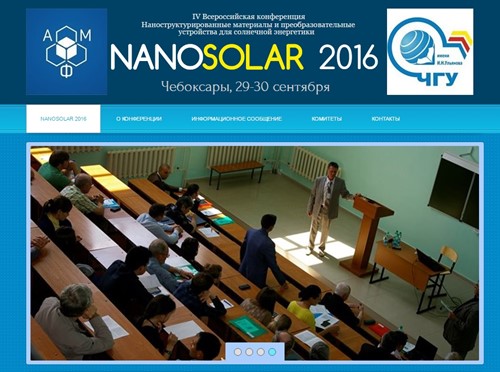 IV Всероссийская конференция
Наноструктурированные материалы и преобразовательные
устройства для солнечной энергетики
NANOSOLAR 2016
Чебоксары, 29-30 сентября
А М
Ф
имени
И.Н.Ульянова
ЧГУ
NANOSOLAR 2016
О КОНФЕРЕНЦИИ
ИНФОРМАЦИОННОЕ СООБЩЕНИЕ
КОМИТЕТЫ
КОНТАКТЫ